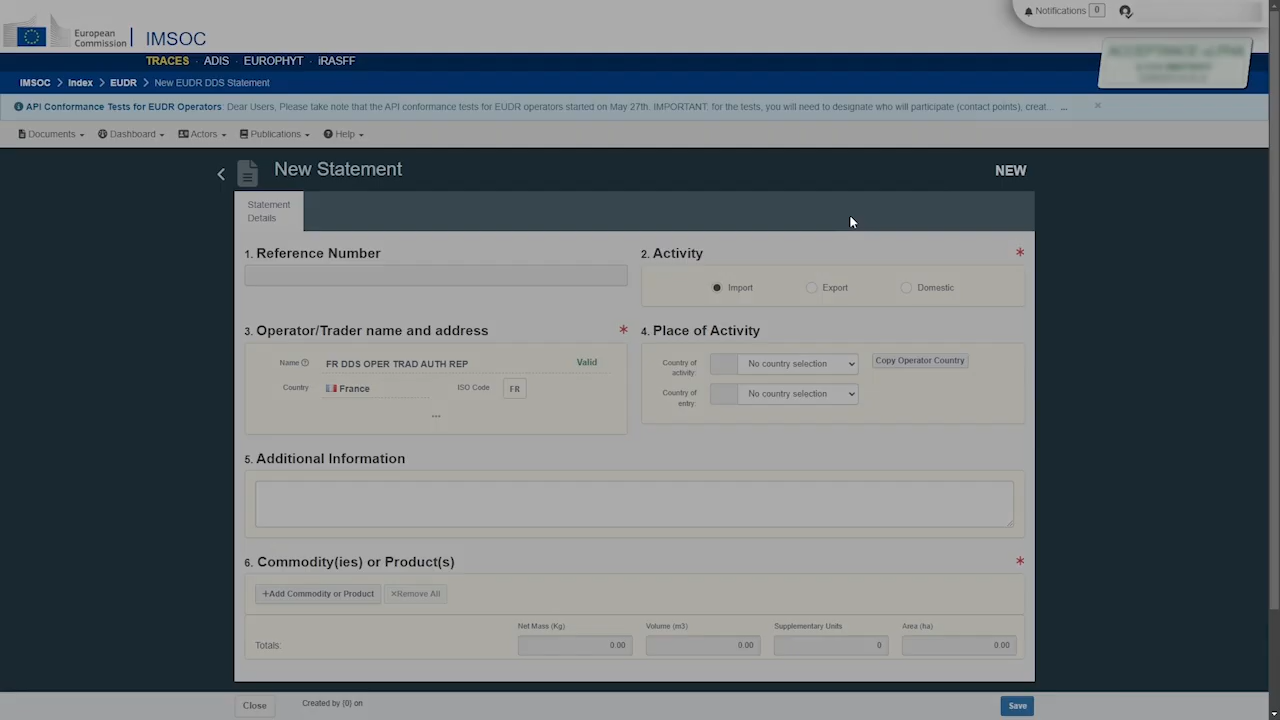 Notifications 0
European
Commission
IMSOC
TRACES · ADIS · EUROPHYT · iRASFF
IMSOC > Index > EUDR > New EUDR DDS Statement
API Conformance Tests for EUDR Operators: Dear Users, Please take note that the API conformance tests for EUDR operators started on May 27th. IMPORTANT: for the tests, you will need to designate who will participate (contact points), creat... ...
Documents Dashboard Actors Publications Help
New Statement
NEW
Statement
Details
1. Reference Number
2. Activity *
Import Export Domestic
3. Operator/Trader name and address *
Name FR DDS OPER TRAD AUTH REP Valid
Country France ISO Code FR
...
4. Place of Activity
Country of
activity: No country selection Copy Operator Country
Country of
entry: No country selection
5. Additional Information
6. Commodity(ies) or Product(s) *
+Add Commodity or Product ×Remove All
Net Mass (Kg) Volume (m3) Supplementary Units Area (ha)
Totals: 0.00 0.00 0 0.00
Close Created by {0} on Save